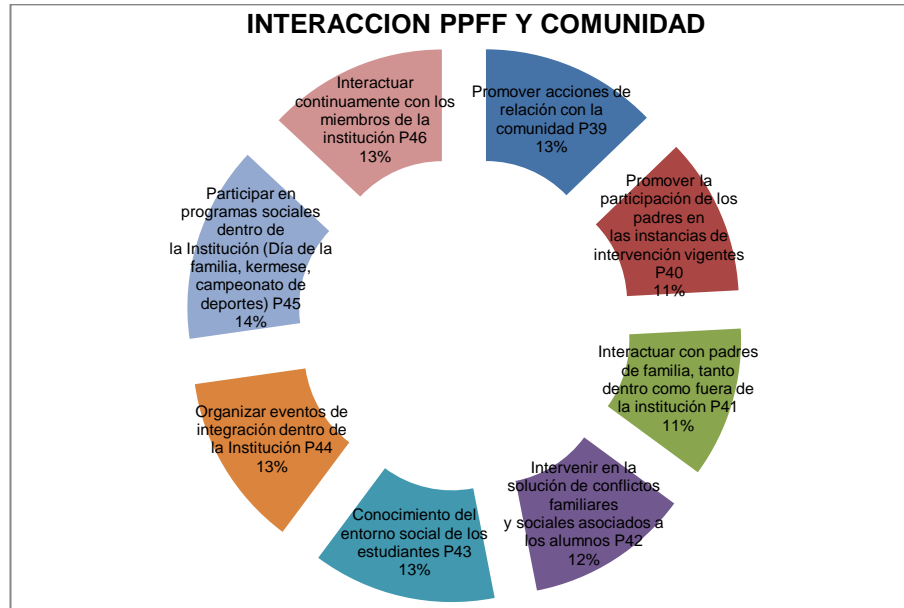 INTERACCION PPFF Y COMUNIDAD
Promover acciones de
relación con la
comunidad P39
13%
Promover la
participación de los
padres en
las instancias de
intervención vigentes
P40
11%
Interactuar con padres
de familia, tanto
dentro como fuera de
la institución P41
11%
Intervenir en la
solución de conflictos
familiares
y sociales asociados a
los alumnos P42
12%
Conocimiento del
entorno social de los
estudiantes P43
13%
Organizar eventos de
integración dentro de
la Institución P44
13%
Participar en
programas sociales
dentro de
la Institución (Día de la
familia, kermese,
campeonato de
deportes) P45
14%
Interactuar
continuamente con los
miembros de la
institución P46
13%